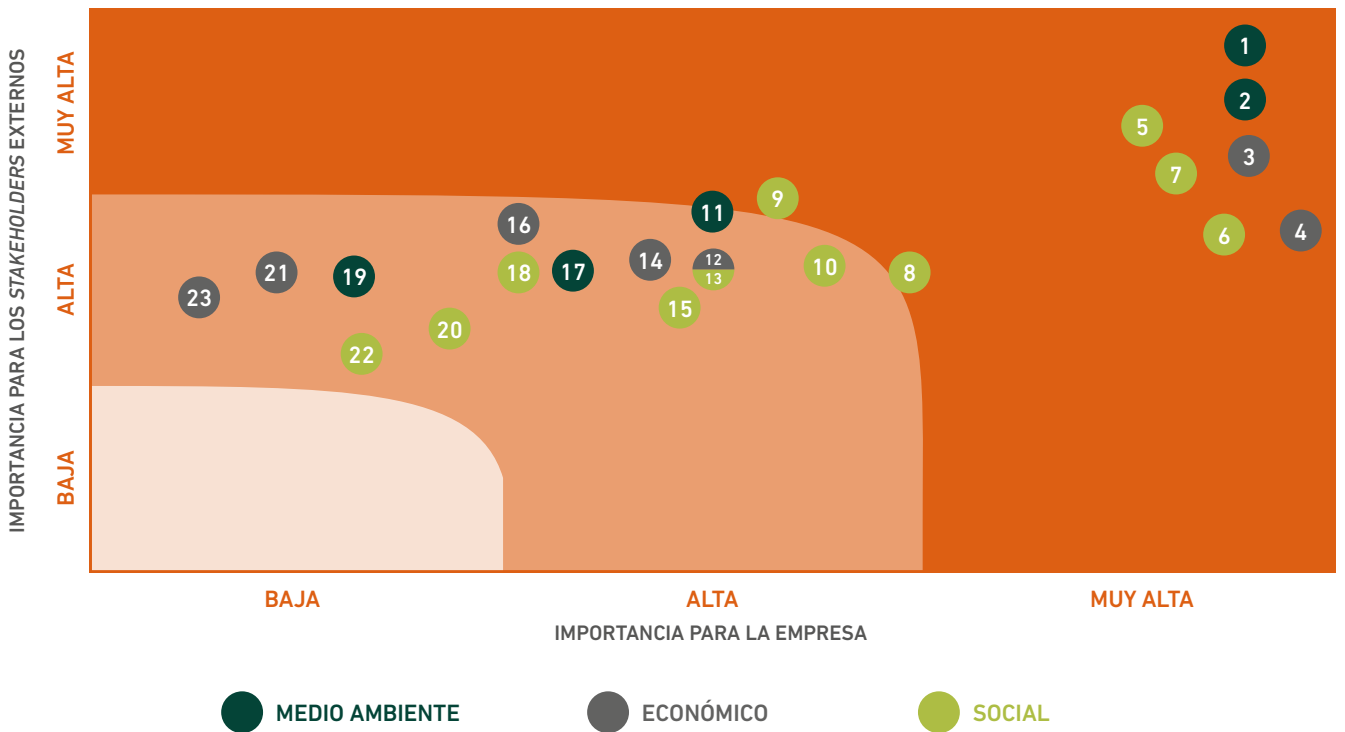 IMPORTANCIA PARA LOS STAKEHOLDERS EXTERNOS
MUY ALTA
ALTA
BAJA
1
2
5
3
7
9
11
16
6
4
14
12
13
10
8
18
17
21
19
23
15
20
22
BAJA
ALTA
MUY ALTA
IMPORTANCIA PARA LA EMPRESA
MEDIO AMBIENTE
ECONÓMICO
SOCIAL